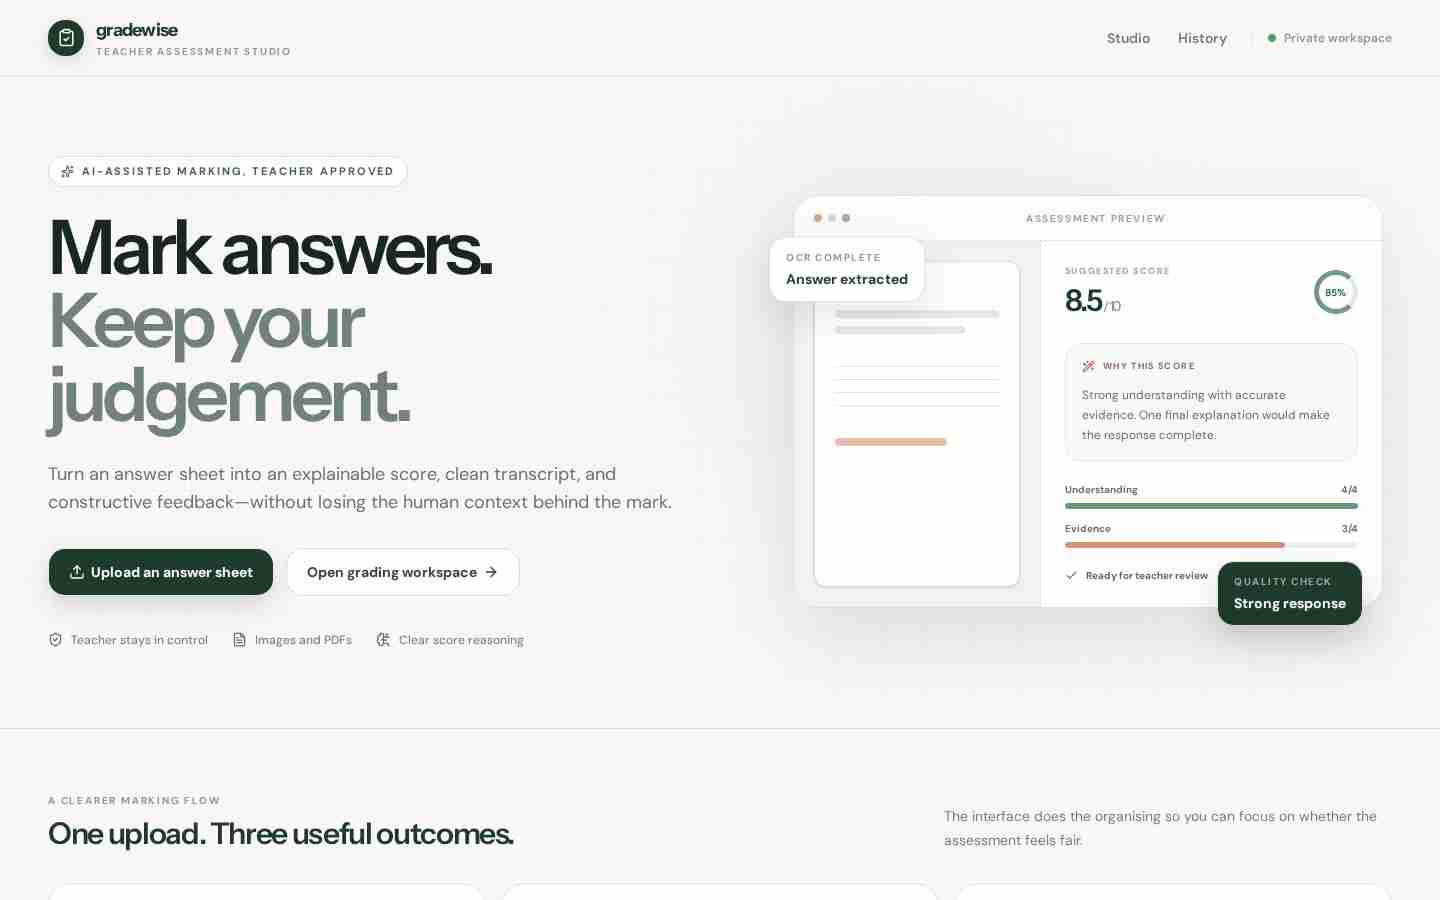 gradewise
TEACHER ASSESSMENT STUDIO
Studio
History
Private workspace
AI-ASSISTED MARKING, TEACHER APPROVED
Mark answers.
Keep your
judgement.
Turn an answer sheet into an explainable score, clean transcript, and
constructive feedback—without losing the human context behind the mark.
Upload an answer sheet
Open grading workspace
Teacher stays in control
Images and PDFs
Clear score reasoning
ASSESSMENT PREVIEW
OCR COMPLETE
Answer extracted
SUGGESTED SCORE
8.5/10
85%
WHY THIS SCORE
Strong understanding with accurate
evidence. One final explanation would make
the response complete.
Understanding 4/4
Evidence 3/4
Ready for teacher review
QUALITY CHECK
Strong response
A CLEARER MARKING FLOW
One upload. Three useful outcomes.
The interface does the organising so you can focus on whether the
assessment feels fair.